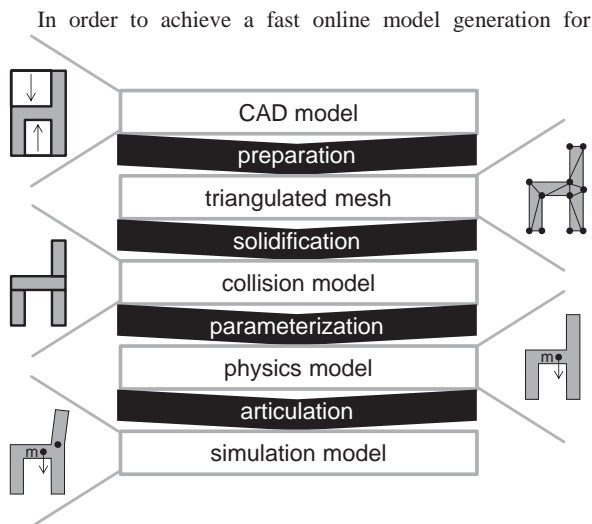 In order to achieve a fast online model generation for
CAD model
preparation
triangulated mesh
solidification
collision model
parameterization
physics model
m
articulation
simulation model
m